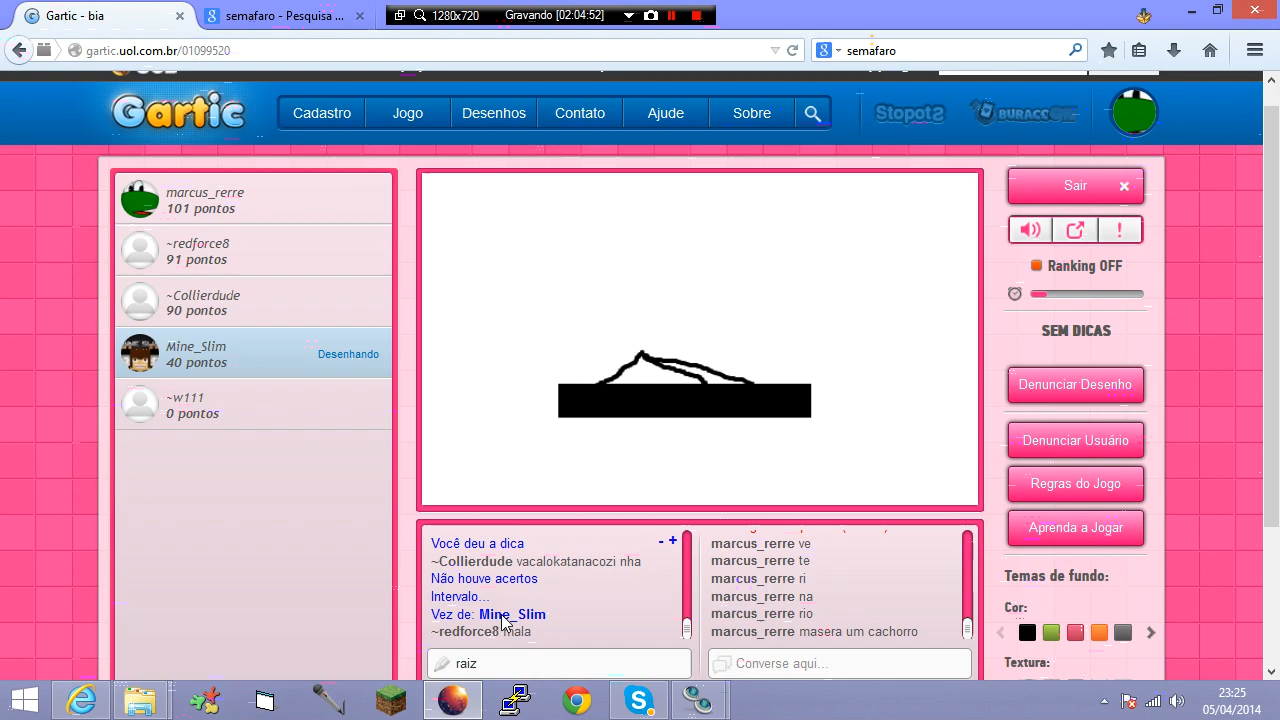 Gartic - bia
semafaro - Pesquisa ...
1280x720
Gravando [02:04:52]
gartic.uol.com.br/01099520
semafaro
Gartic
Cadastro
Jogo
Desenhos
Contato
Ajude
Sobre
StopotS
BURACO
marcus_rerre
101 pontos
~redforce8
91 pontos
~Collierdude
90 pontos
Mine_Slim
40 pontos
Desenhando
~w111
0 pontos
Sair
Ranking OFF
SEM DICAS
Denunciar Desenho
Denunciar Usuário
Regras do Jogo
Aprenda a Jogar
Temas de fundo:
Cor:
Textura:
Você deu a dica
~Collierdude vacalokatanacozi nha
Não houve acertos
Intervalo...
Vez de: Mine_Slim
~redforce8 Mala
raiz
marcus_rerre ve
marcus_rerre te
marcus_rerre ri
marcus_rerre na
marcus_rerre rio
marcus_rerre masera um cachorro
Converse aqui...
23:25
05/04/2014